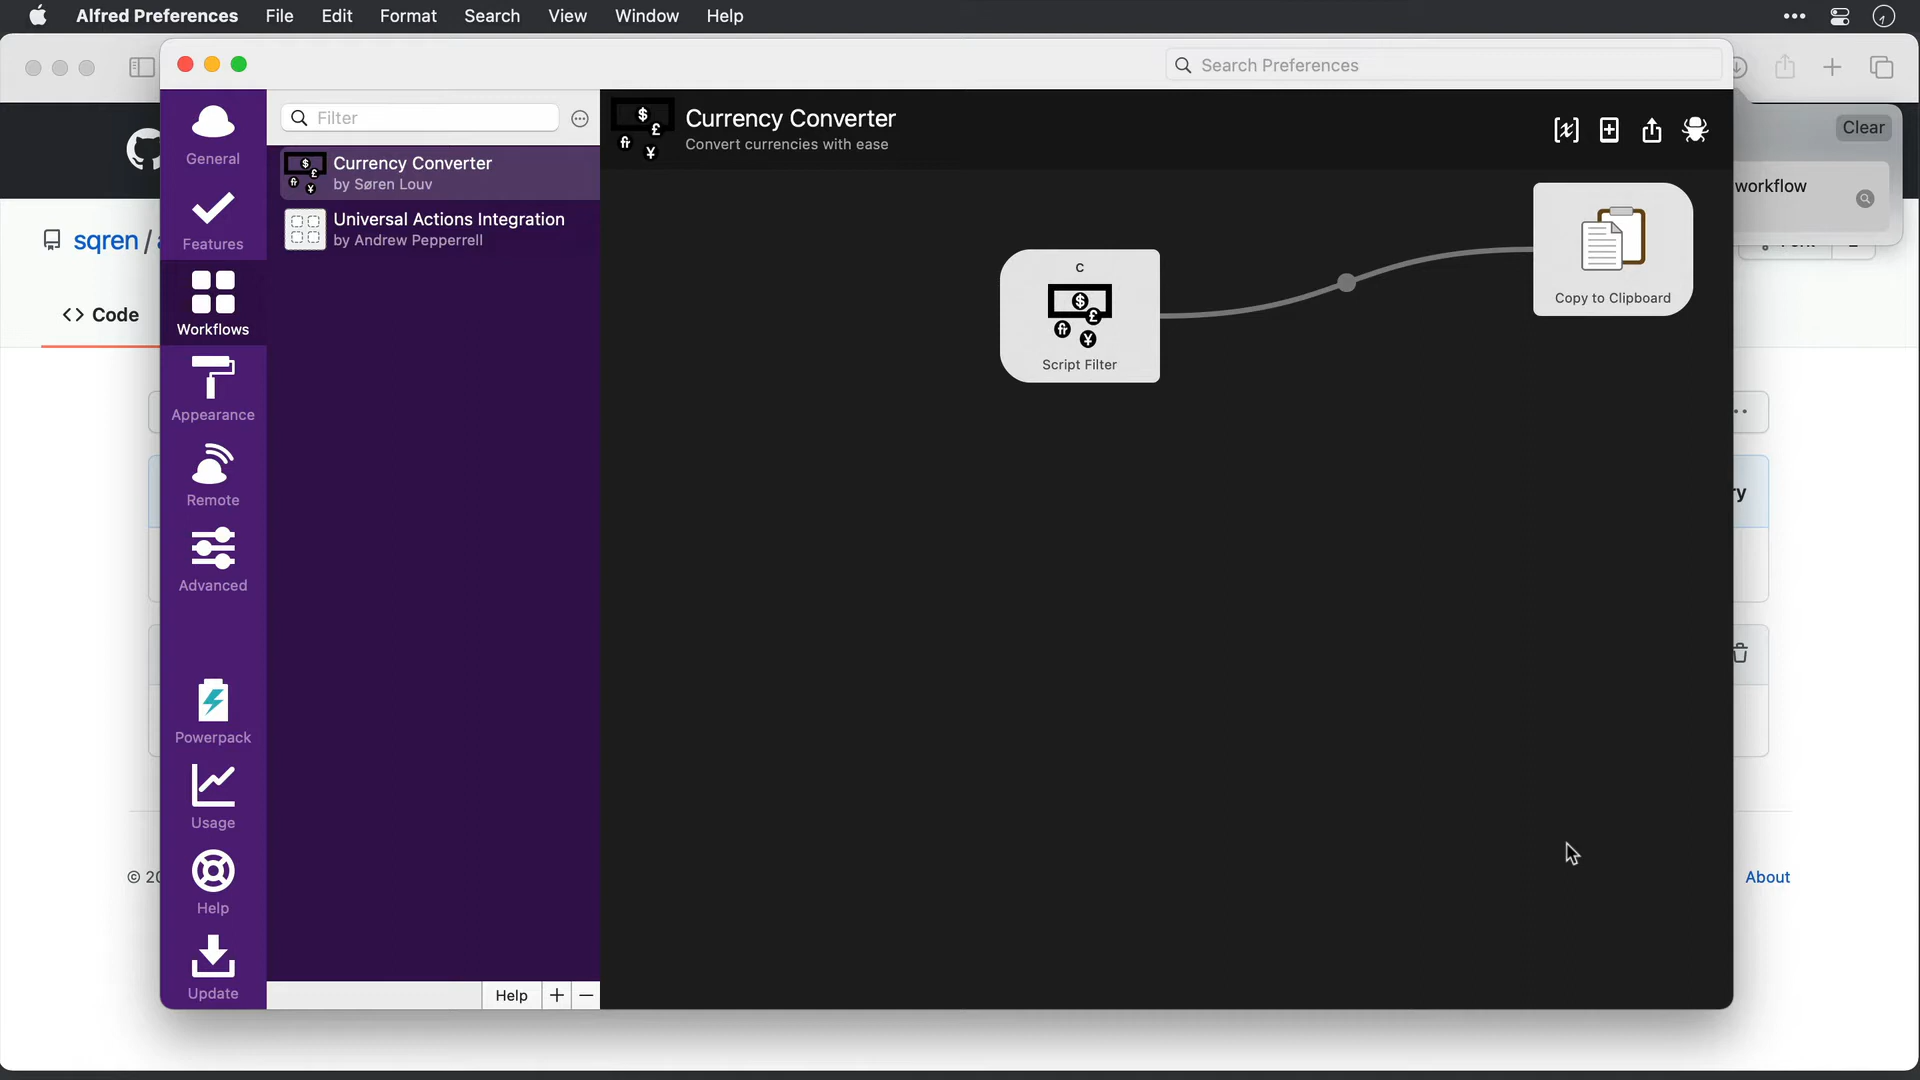 Alfred Preferences File Edit Format Search View Window Help
Search Preferences
Filter
Currency Converter
Convert currencies with ease
Clear
General
Currency Converter
by Søren Louv
workflow
Universal Actions Integration
by Andrew Pepperrell
Features
sqren /
C
Script Filter
Copy to Clipboard
<> Code
Workflows
Appearance
Remote
Advanced
Powerpack
Usage
Help
Update
Help + −
© 20
About